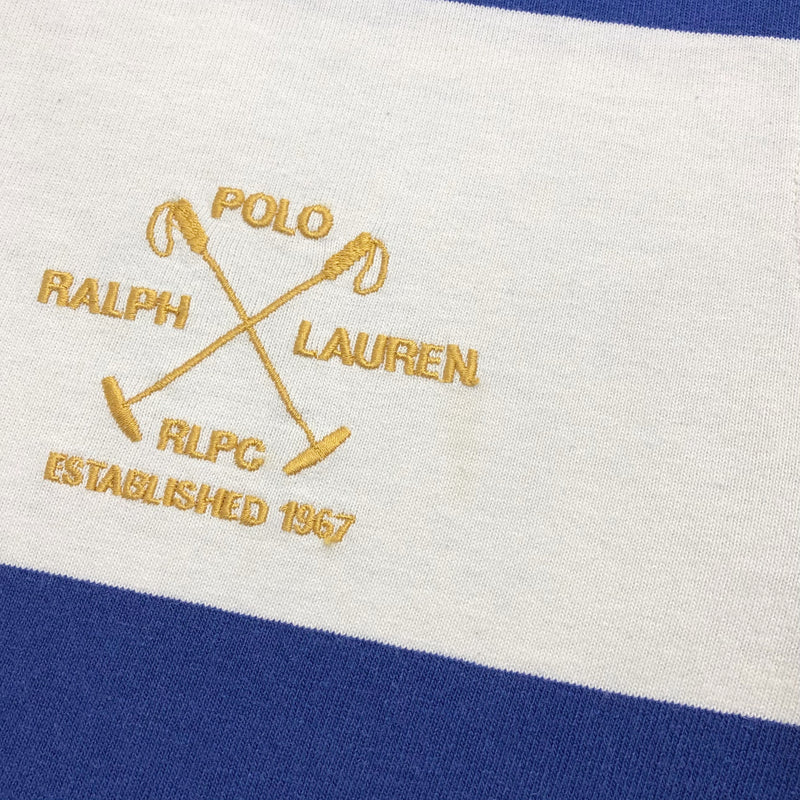 POLO
RALPH LAUREN
RLPC
ESTABLISHED 1967